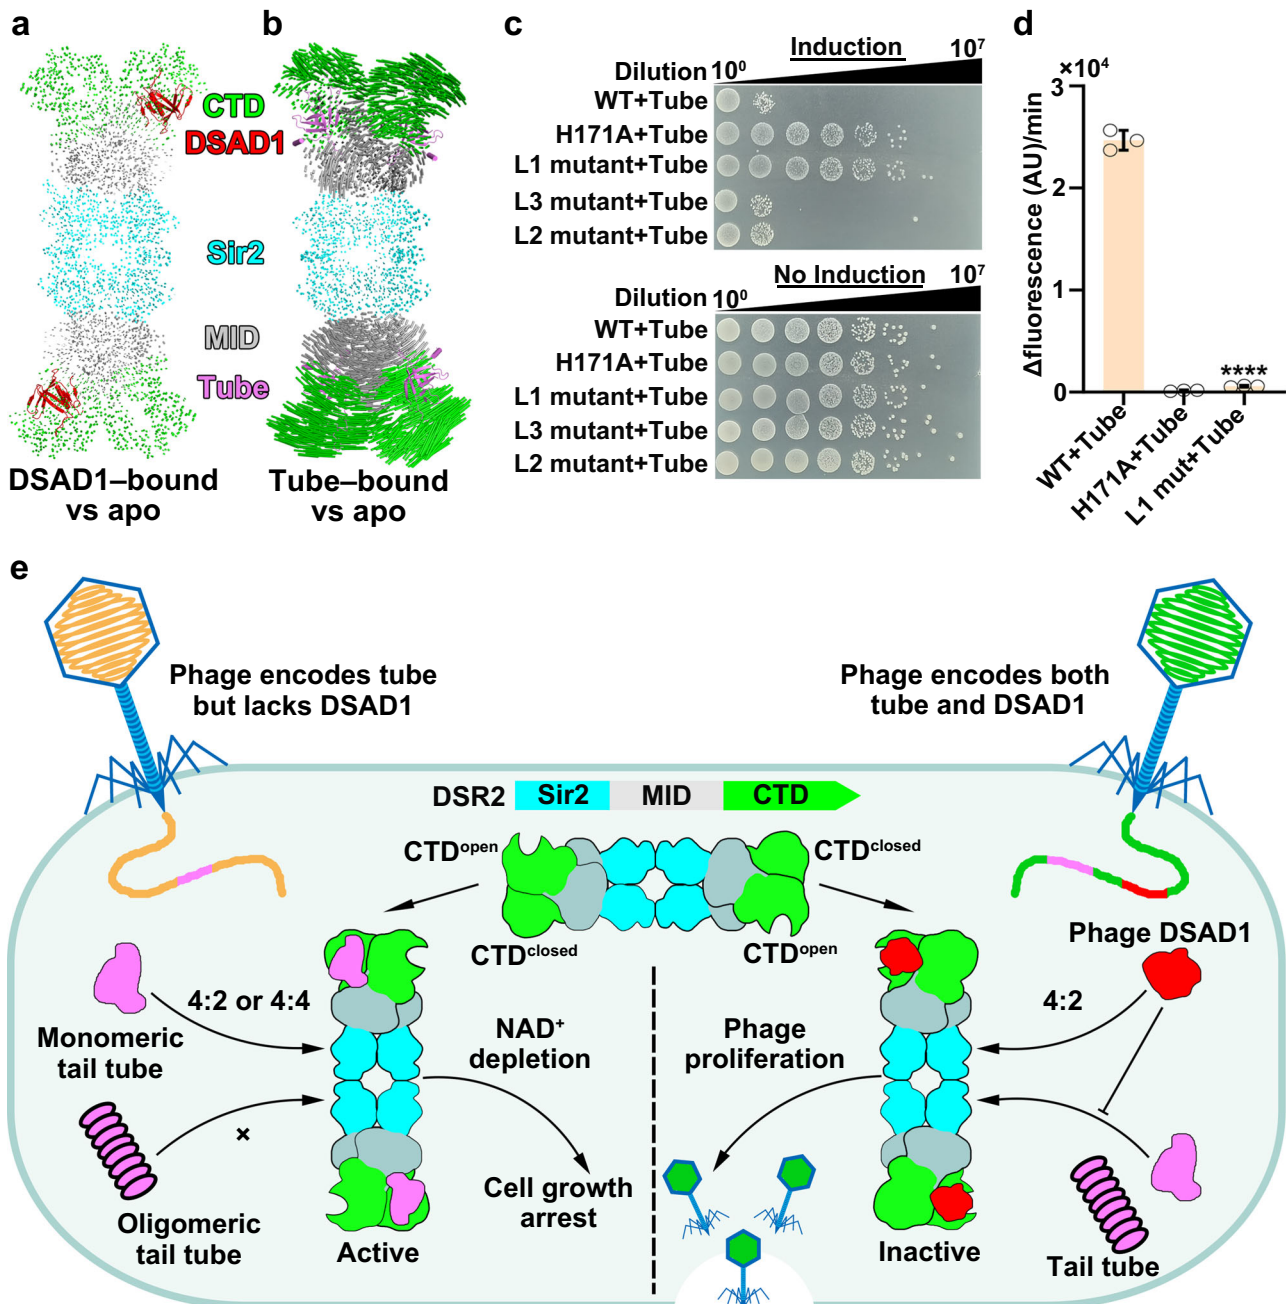 a
CTD
DSAD1
Sir2
MID
Tube
DSAD1–bound
vs apo
b
Tube–bound
vs apo
c
Induction
Dilution 10⁰ 10⁷
WT+Tube
H171A+Tube
L1 mutant+Tube
L3 mutant+Tube
L2 mutant+Tube
No Induction
Dilution 10⁰ 10⁷
WT+Tube
H171A+Tube
L1 mutant+Tube
L3 mutant+Tube
L2 mutant+Tube
d
×10⁴
Δfluorescence (AU)/min
3
2
1
0
****
WT+Tube
H171A+Tube
L1 mut+Tube
e
Phage encodes tube
but lacks DSAD1
Phage encodes both
tube and DSAD1
DSR2 Sir2 MID CTD
CTDᵒᵖᵉⁿ
CTDᶜˡᵒˢᵉᵈ
CTDᶜˡᵒˢᵉᵈ
CTDᵒᵖᵉⁿ
Monomeric
tail tube
4:2 or 4:4
Oligomeric
tail tube
×
NAD⁺
depletion
Cell growth
arrest
Active
Phage
proliferation
Phage DSAD1
4:2
Inactive
Tail tube